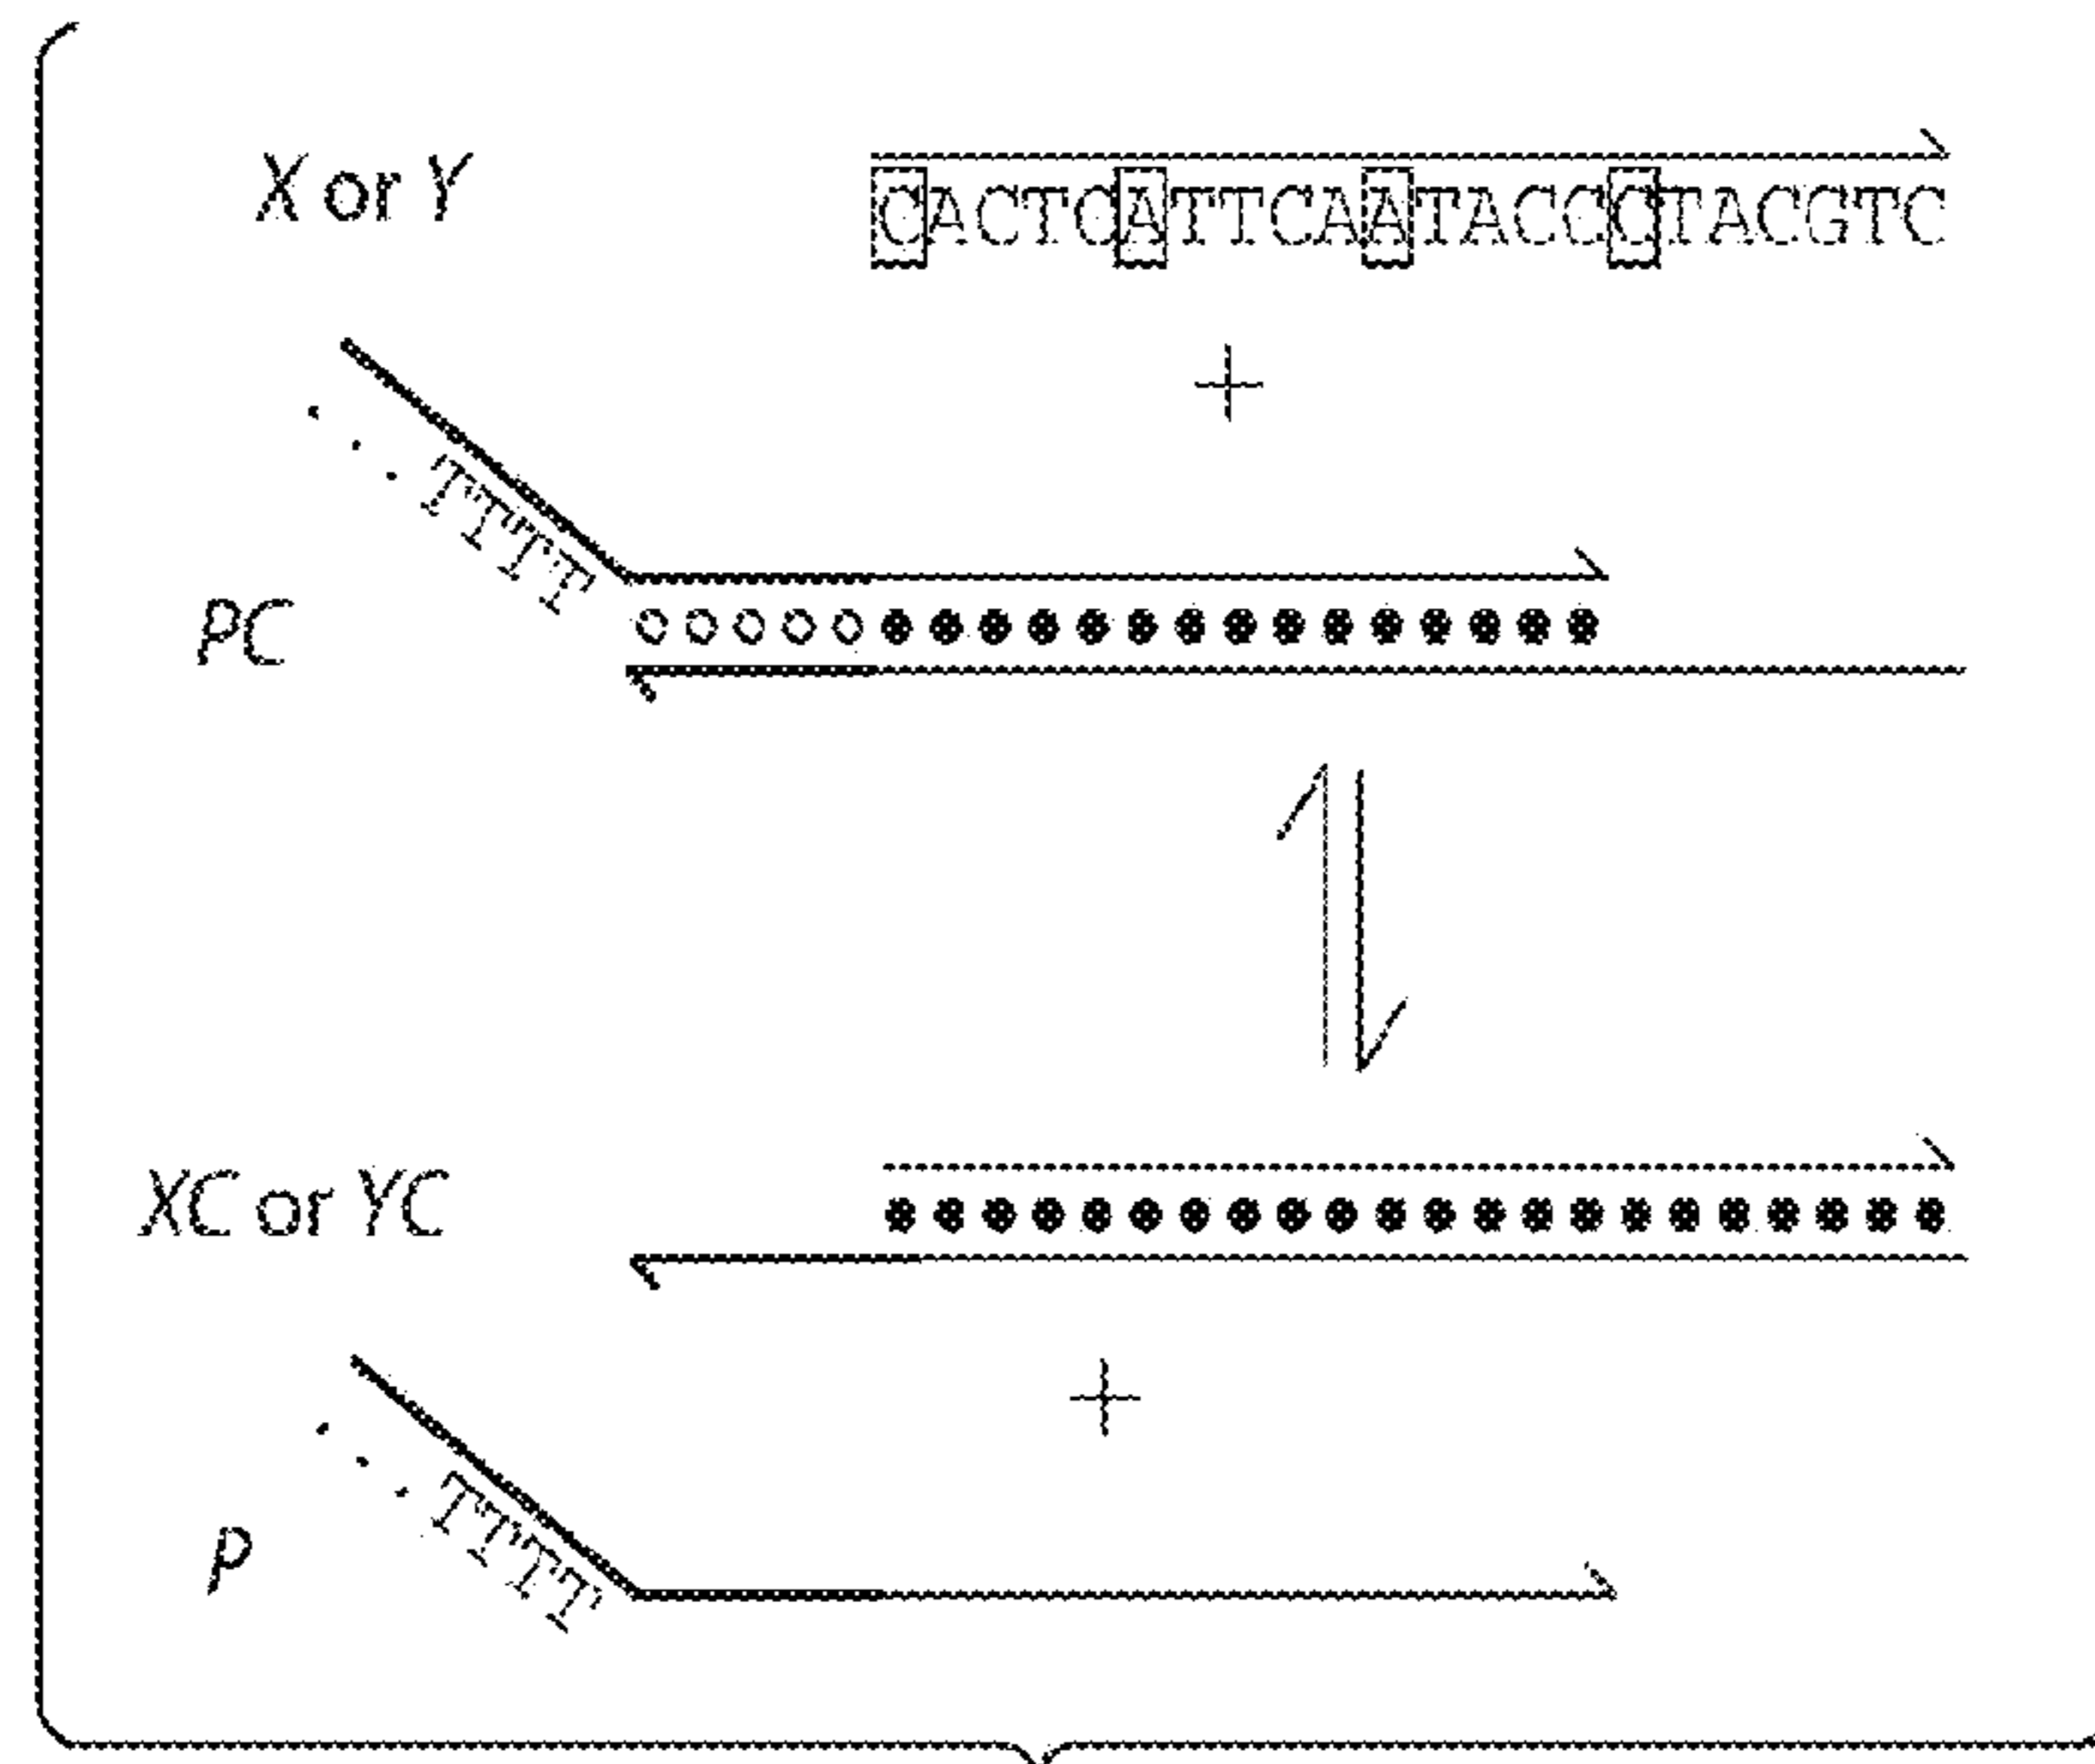 X or Y
CACTCATTCAATACCCTACGTC
. . . TTTT
PC
XC or YC
. . . TTTT
P